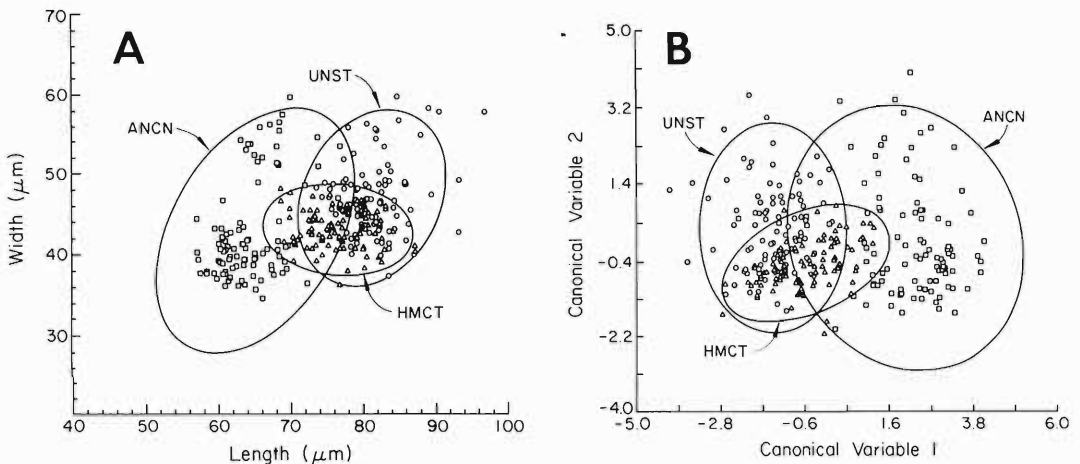 A
70
60
50
40
30
40
50
60
70
80
90
100
Width (μm)
Length (μm)
ANCN
UNST
HMCT
B
5.0
3.2
1.4
-0.4
-2.2
-4.0
-5.0
-2.8
-0.6
1.6
3.8
6.0
Canonical Variable 2
Canonical Variable 1
UNST
ANCN
HMCT